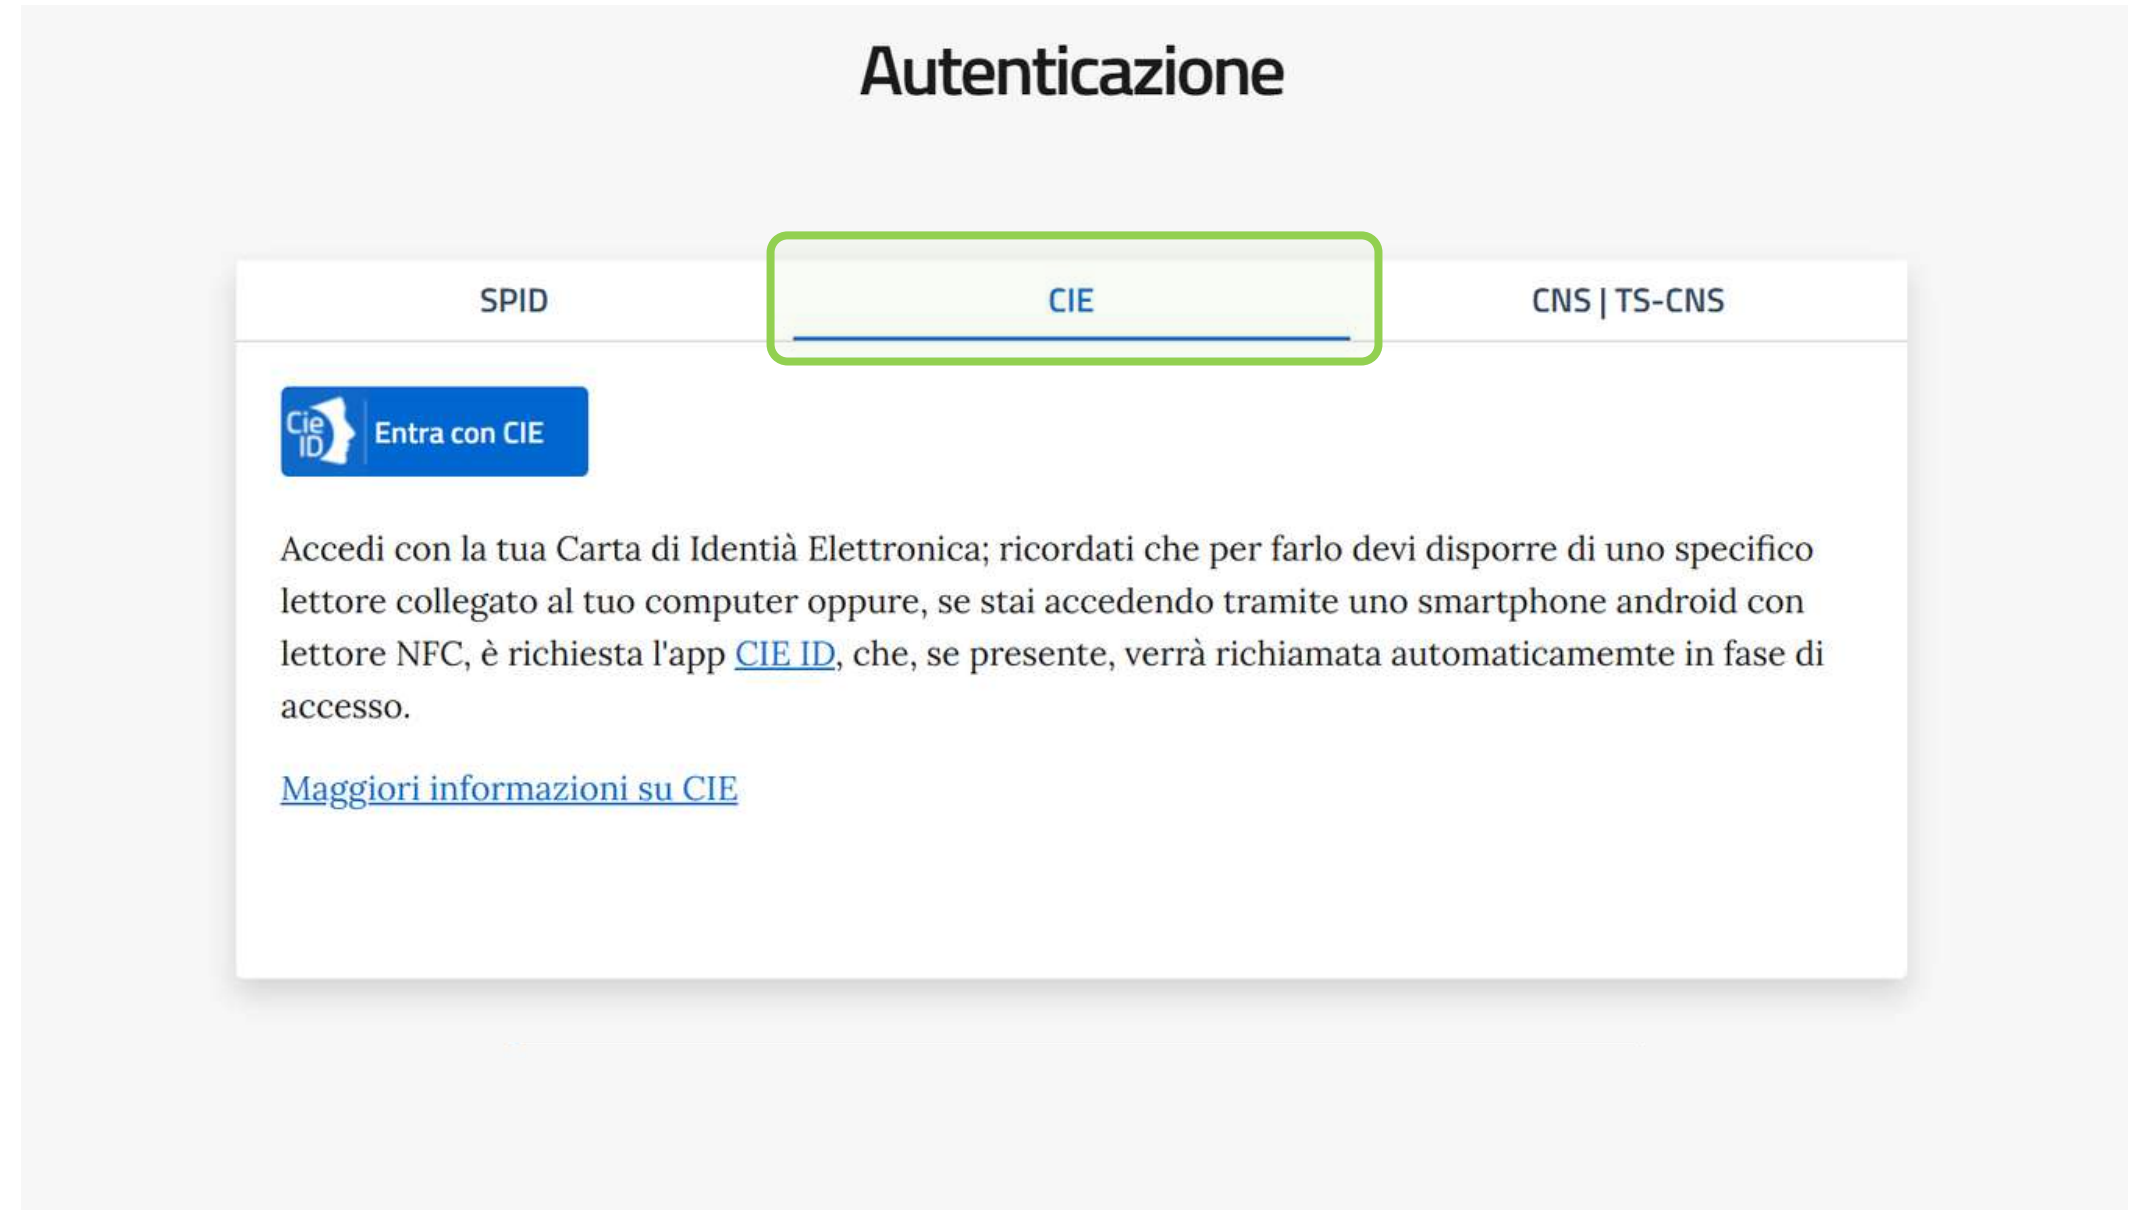 Autenticazione
SPID
CIE
CNS | TS-CNS
Cie
ID
Entra con CIE
Accedi con la tua Carta di Identià Elettronica; ricordati che per farlo devi disporre di uno specifico
lettore collegato al tuo computer oppure, se stai accedendo tramite uno smartphone android con
lettore NFC, è richiesta l'app CIE ID, che, se presente, verrà richiamata automaticamemte in fase di
accesso.
Maggiori informazioni su CIE